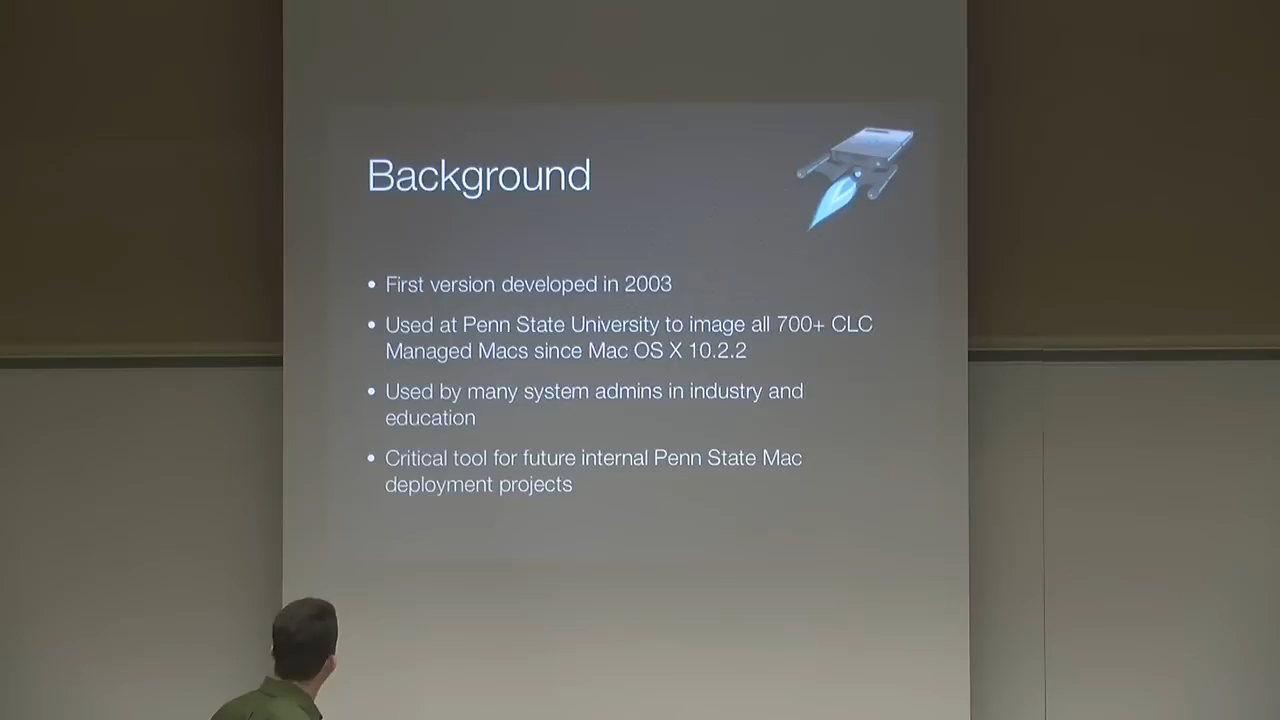 Background
• First version developed in 2003
• Used at Penn State University to image all 700+ CLC
Managed Macs since Mac OS X 10.2.2
• Used by many system admins in industry and
education
• Critical tool for future internal Penn State Mac
deployment projects